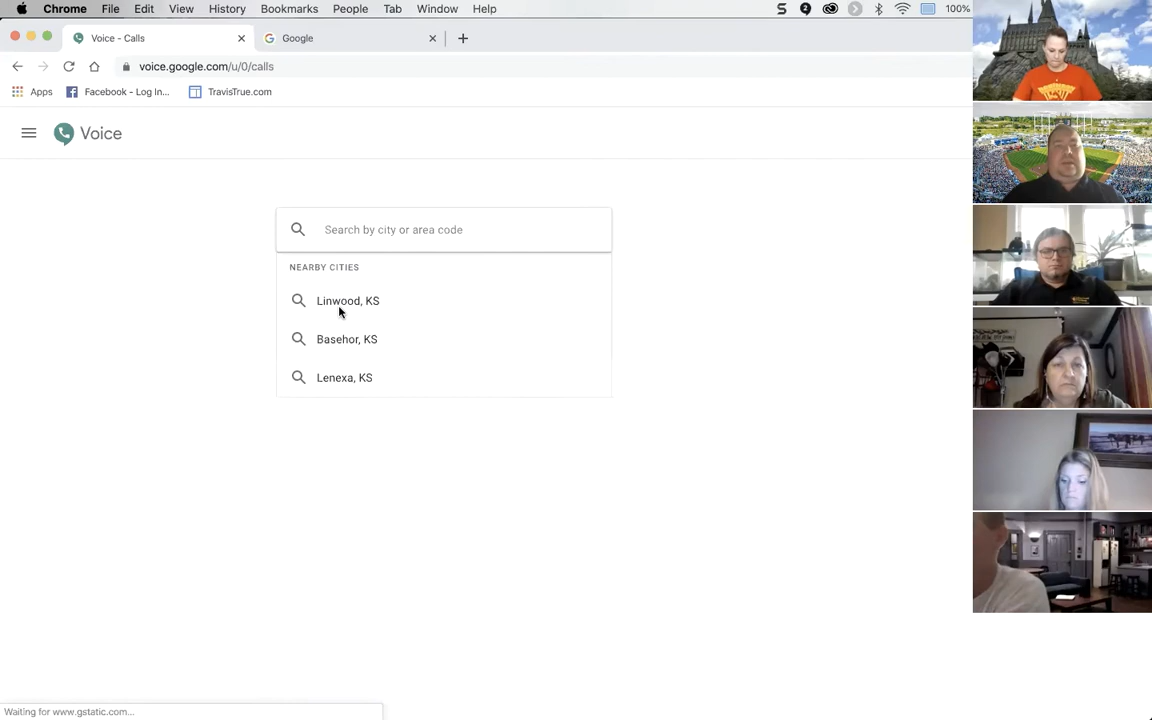 Chrome File Edit View History Bookmarks People Tab Window Help 100%
Voice - Calls Google
voice.google.com/u/0/calls
Apps Facebook - Log In... TravisTrue.com
Voice
Search by city or area code
NEARBY CITIES
Linwood, KS
Basehor, KS
Lenexa, KS
Waiting for www.gstatic.com...